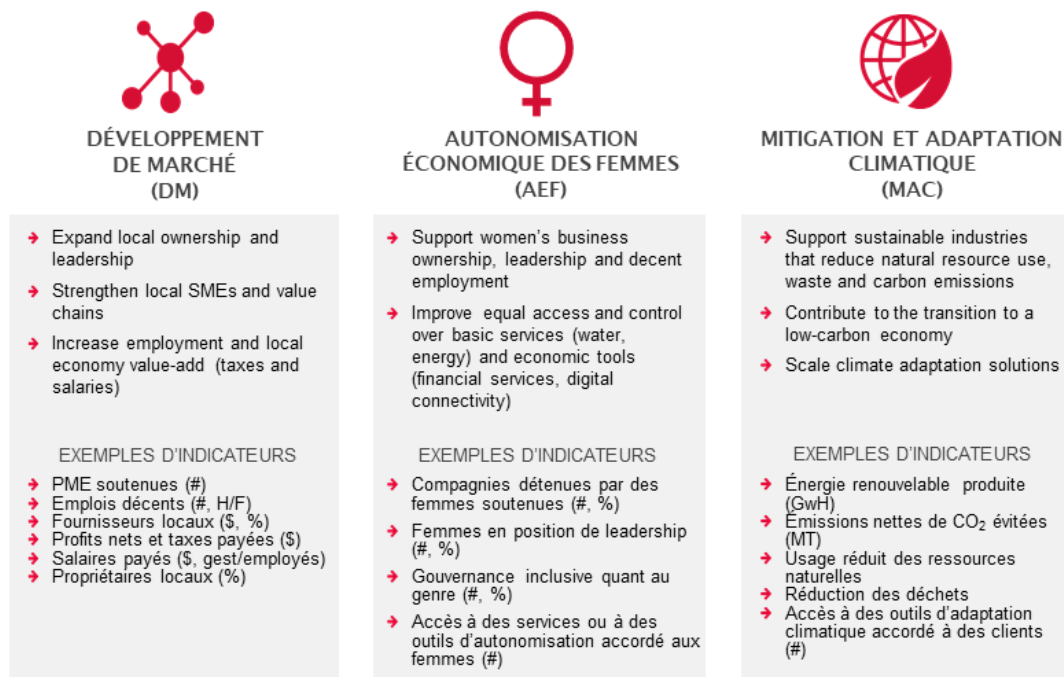 DÉVELOPPEMENT
DE MARCHÉ
(DM)
Expand local ownership and
leadership
Strengthen local SMEs and value
chains
Increase employment and local
economy value-add (taxes and
salaries)
EXEMPLES D'INDICATEURS
PME soutenues (#)
Emplois décents (#, H/F)
Fournisseurs locaux ($, %)
Profits nets et taxes payées ($)
Salaires payés ($, gest/employés)
Propriétaires locaux (%)
AUTONOMISATION
ÉCONOMIQUE DES FEMMES
(AEF)
Support women's business
ownership, leadership and decent
employment
Improve equal access and control
over basic services (water,
energy) and economic tools
(financial services, digital
connectivity)
EXEMPLES D'INDICATEURS
Compagnies détenues par des
femmes soutenues (#, %)
Femmes en position de leadership
(#, %)
Gouvernance inclusive quant au
genre (#, %)
Accès à des services ou à des
outils d'autonomisation accordé aux
femmes (#)
MITIGATION ET ADAPTATION
CLIMATIQUE
(MAC)
Support sustainable industries
that reduce natural resource use,
waste and carbon emissions
Contribute to the transition to a
low-carbon economy
Scale climate adaptation solutions
EXEMPLES D'INDICATEURS
Énergie renouvelable produite
(GwH)
Émissions nettes de CO₂ évitées
(MT)
Usage réduit des ressources
naturelles
Réduction des déchets
Accès à des outils d'adaptation
climatique accordé à des clients
(#)